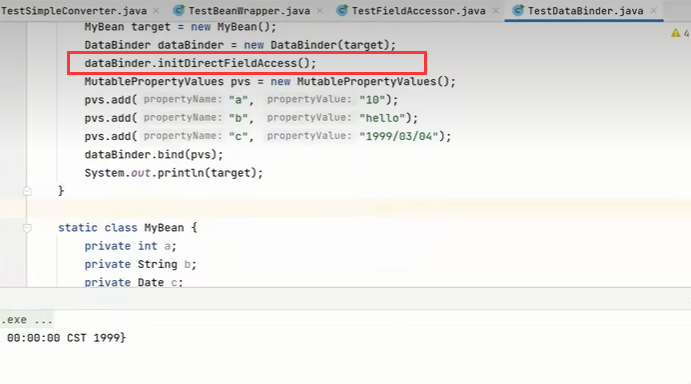 TestSimpleConverter.java × TestBeanWrapper.java × TestFieldAccessor.java × TestDataBinder.java ×
MyBean target = new MyBean();
4
DataBinder dataBinder = new DataBinder(target);
dataBinder.initDirectFieldAccess();
MutablePropertyValues pvs = new MutablePropertyValues();
pvs.add( propertyName: "a", propertyValue: "10");
pvs.add( propertyName: "b", propertyValue: "hello");
pvs.add( propertyName: "c", propertyValue: "1999/03/04");
dataBinder.bind(pvs);
System.out.println(target);
}
static class MyBean {
private int a;
private String b;
private Date c;
.exe ...
00:00:00 CST 1999}